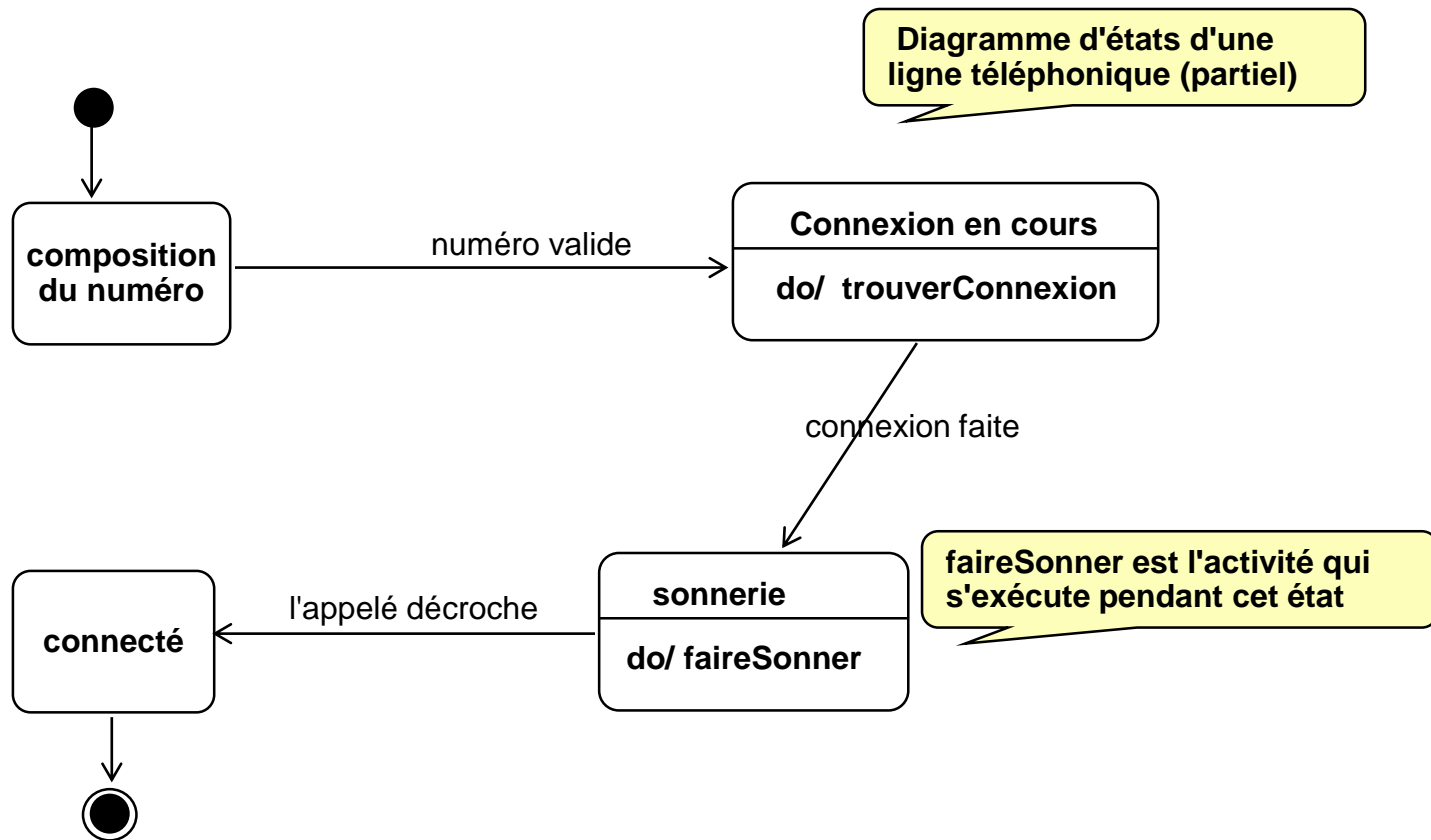 Diagramme d'états d'une
ligne téléphonique (partiel)
composition
du numéro
numéro valide
Connexion en cours
do/ trouverConnexion
connexion faite
sonnerie
do/ faireSonner
faireSonner est l'activité qui
s'exécute pendant cet état
l'appelé décroche
connecté